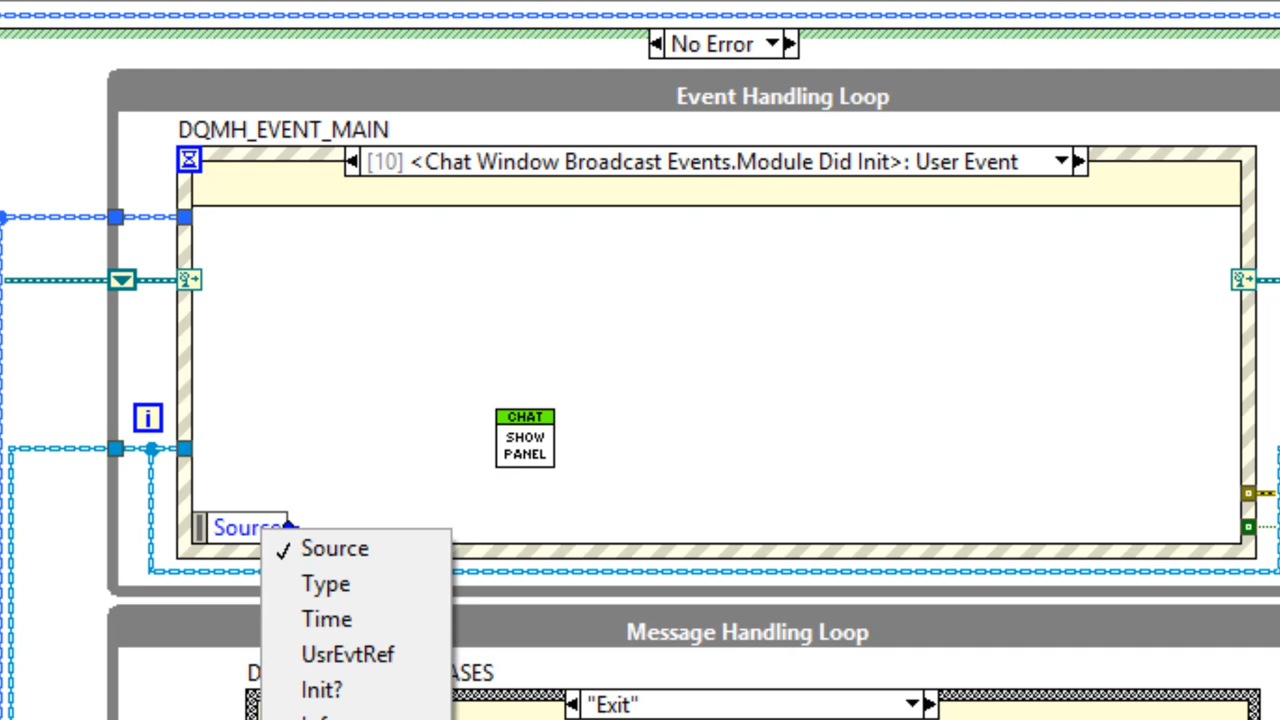 No Error
Event Handling Loop
DQMH_EVENT_MAIN
[10] <Chat Window Broadcast Events.Module Did Init>: User Event
i
CHAT
SHOW
PANEL
Source
Source
Type
Time
UsrEvtRef
Init?
Message Handling Loop
D
ASES
"Exit"